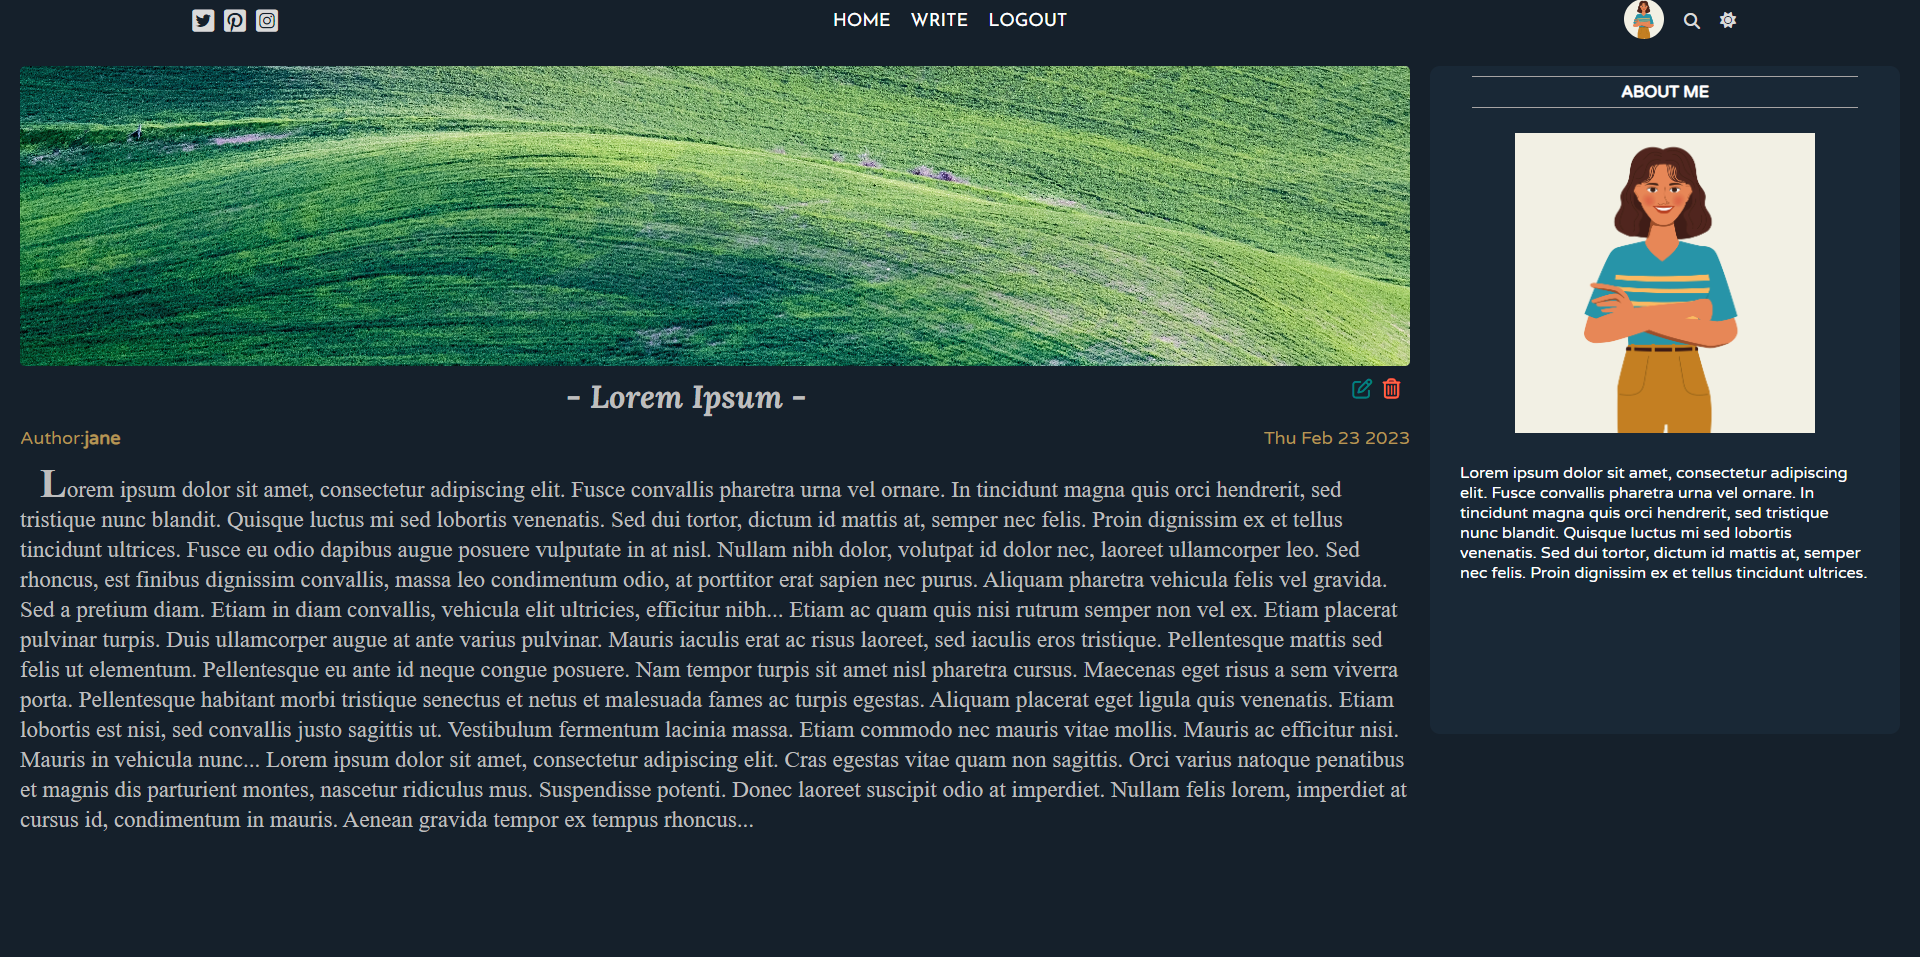 HOME WRITE LOGOUT
- Lorem Ipsum -
Author:jane
Thu Feb 23 2023
Lorem ipsum dolor sit amet, consectetur adipiscing elit. Fusce convallis pharetra urna vel ornare. In tincidunt magna quis orci hendrerit, sed
tristique nunc blandit. Quisque luctus mi sed lobortis venenatis. Sed dui tortor, dictum id mattis at, semper nec felis. Proin dignissim ex et tellus
tincidunt ultrices. Fusce eu odio dapibus augue posuere vulputate in at nisl. Nullam nibh dolor, volutpat id dolor nec, laoreet ullamcorper leo. Sed
rhoncus, est finibus dignissim convallis, massa leo condimentum odio, at porttitor erat sapien nec purus. Aliquam pharetra vehicula felis vel gravida.
Sed a pretium diam. Etiam in diam convallis, vehicula elit ultricies, efficitur nibh... Etiam ac quam quis nisi rutrum semper non vel ex. Etiam placerat
pulvinar turpis. Duis ullamcorper augue at ante varius pulvinar. Mauris iaculis erat ac risus laoreet, sed iaculis eros tristique. Pellentesque mattis sed
felis ut elementum. Pellentesque eu ante id neque congue posuere. Nam tempor turpis sit amet nisl pharetra cursus. Maecenas eget risus a sem viverra
porta. Pellentesque habitant morbi tristique senectus et netus et malesuada fames ac turpis egestas. Aliquam placerat eget ligula quis venenatis. Etiam
lobortis est nisi, sed convallis justo sagittis ut. Vestibulum fermentum lacinia massa. Etiam commodo nec mauris vitae mollis. Mauris ac efficitur nisi.
Mauris in vehicula nunc... Lorem ipsum dolor sit amet, consectetur adipiscing elit. Cras egestas vitae quam non sagittis. Orci varius natoque penatibus
et magnis dis parturient montes, nascetur ridiculus mus. Suspendisse potenti. Donec laoreet suscipit odio at imperdiet. Nullam felis lorem, imperdiet at
cursus id, condimentum in mauris. Aenean gravida tempor ex tempus rhoncus...
ABOUT ME
Lorem ipsum dolor sit amet, consectetur adipiscing
elit. Fusce convallis pharetra urna vel ornare. In
tincidunt magna quis orci hendrerit, sed tristique
nunc blandit. Quisque luctus mi sed lobortis
venenatis. Sed dui tortor, dictum id mattis at, semper
nec felis. Proin dignissim ex et tellus tincidunt ultrices.